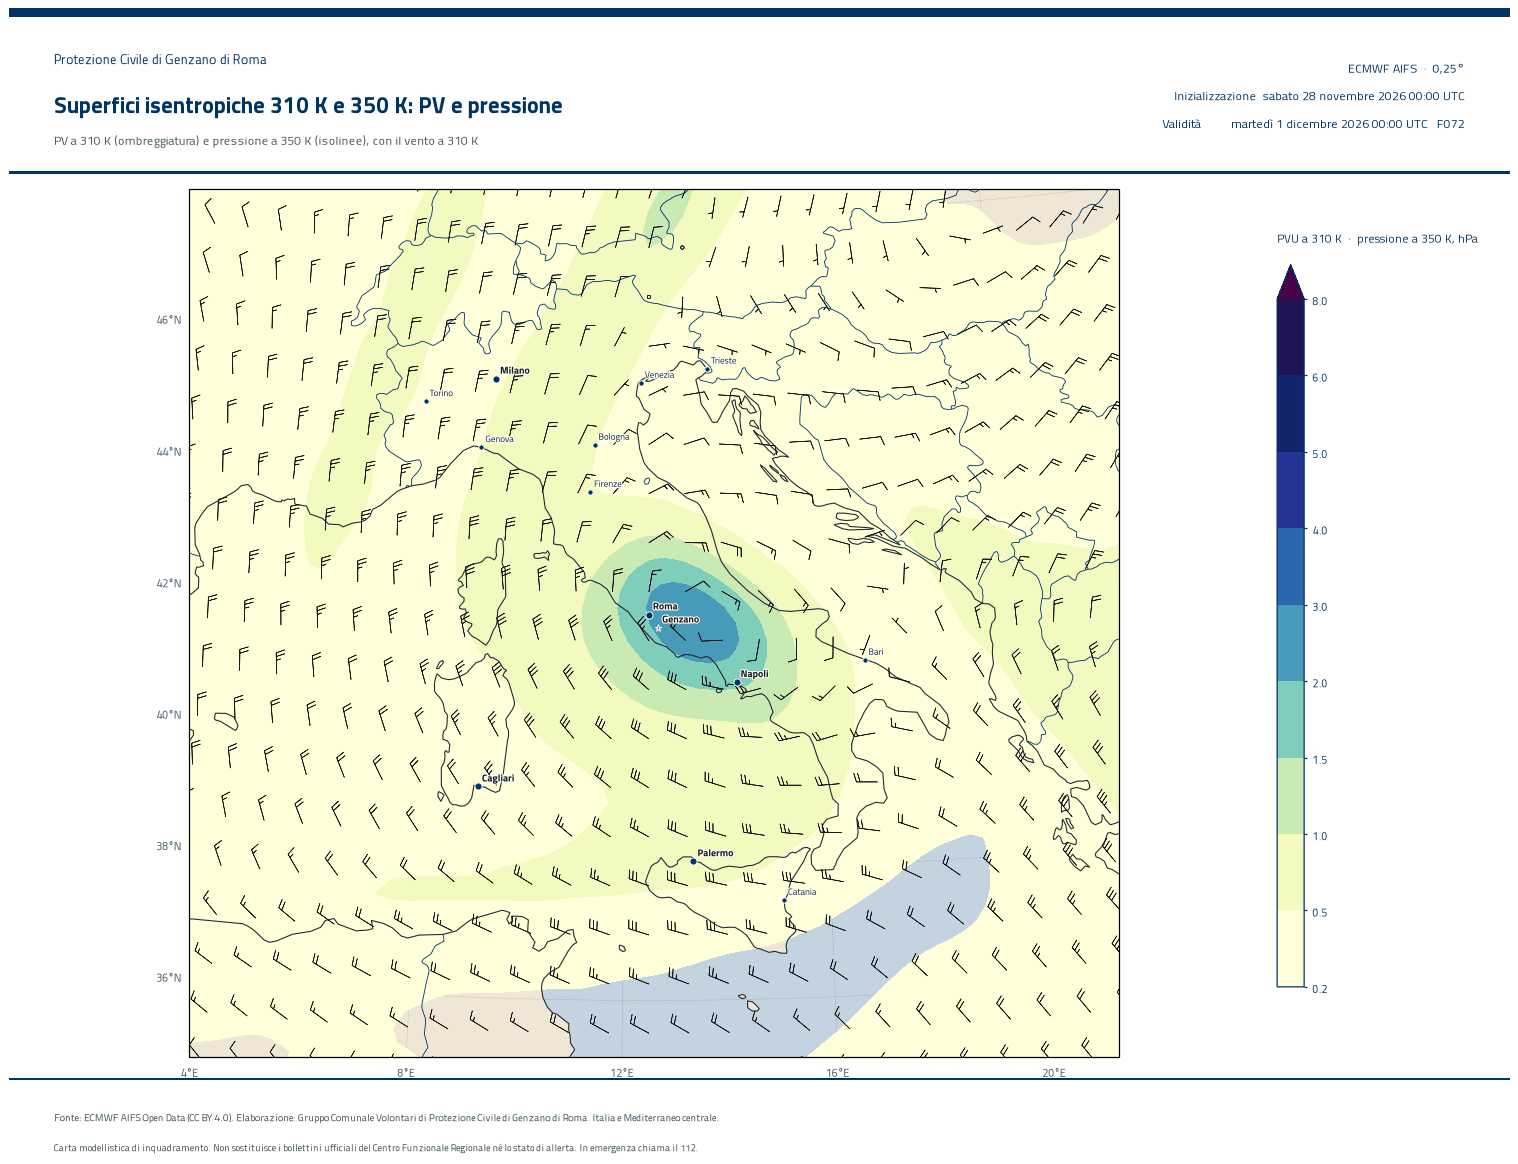 Protezione Civile di Genzano di Roma
Superfici isentropiche 310 K e 350 K: PV e pressione
PV a 310 K (ombreggiatura) e pressione a 350 K (isolinee), con il vento a 310 K
ECMWF AIFS · 0,25°
Inizializzazione sabato 28 novembre 2026 00:00 UTC
Validità martedì 1 dicembre 2026 00:00 UTC F072
PVU a 310 K · pressione a 350 K, hPa
8.0
6.0
5.0
4.0
3.0
2.0
1.5
1.0
0.5
0.2
46°N
44°N
42°N
40°N
38°N
36°N
4°E
8°E
12°E
16°E
20°E
Milano
Torino
Trieste
Venezia
Genova
Bologna
Firenze
Roma
Genzano
Napoli
Bari
Cagliari
Palermo
Catania
Fonte: ECMWF AIFS Open Data (CC BY 4.0). Elaborazione: Gruppo Comunale Volontari di Protezione Civile di Genzano di Roma. Italia e Mediterraneo centrale.
Carta modellistica di inquadramento. Non sostituisce i bollettini ufficiali del Centro Funzionale Regionale né lo stato di allerta. In emergenza chiama il 112.